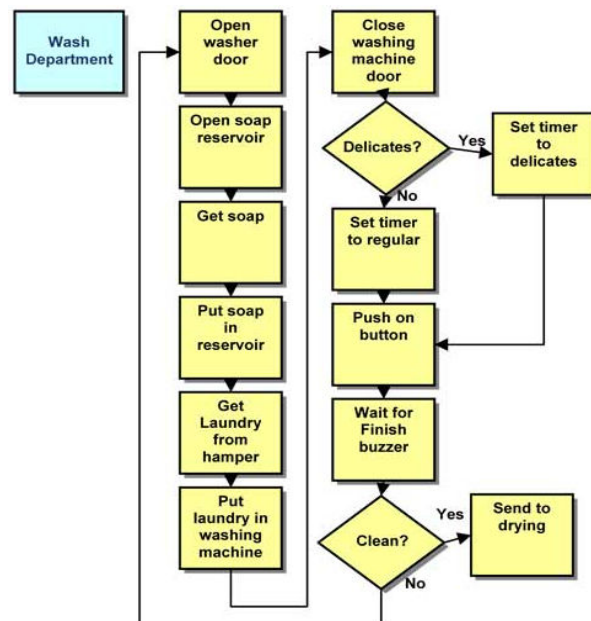 Wash
Department
Open
washer
door
Open soap
reservoir
Get soap
Put soap
in
reservoir
Get
Laundry
from
hamper
Put
laundry in
washing
machine
Close
washing
machine
door
Delicates?
Yes
Set timer
to
delicates
No
Set timer
to regular
Push on
button
Wait for
Finish
buzzer
Clean?
Yes
Send to
drying
No